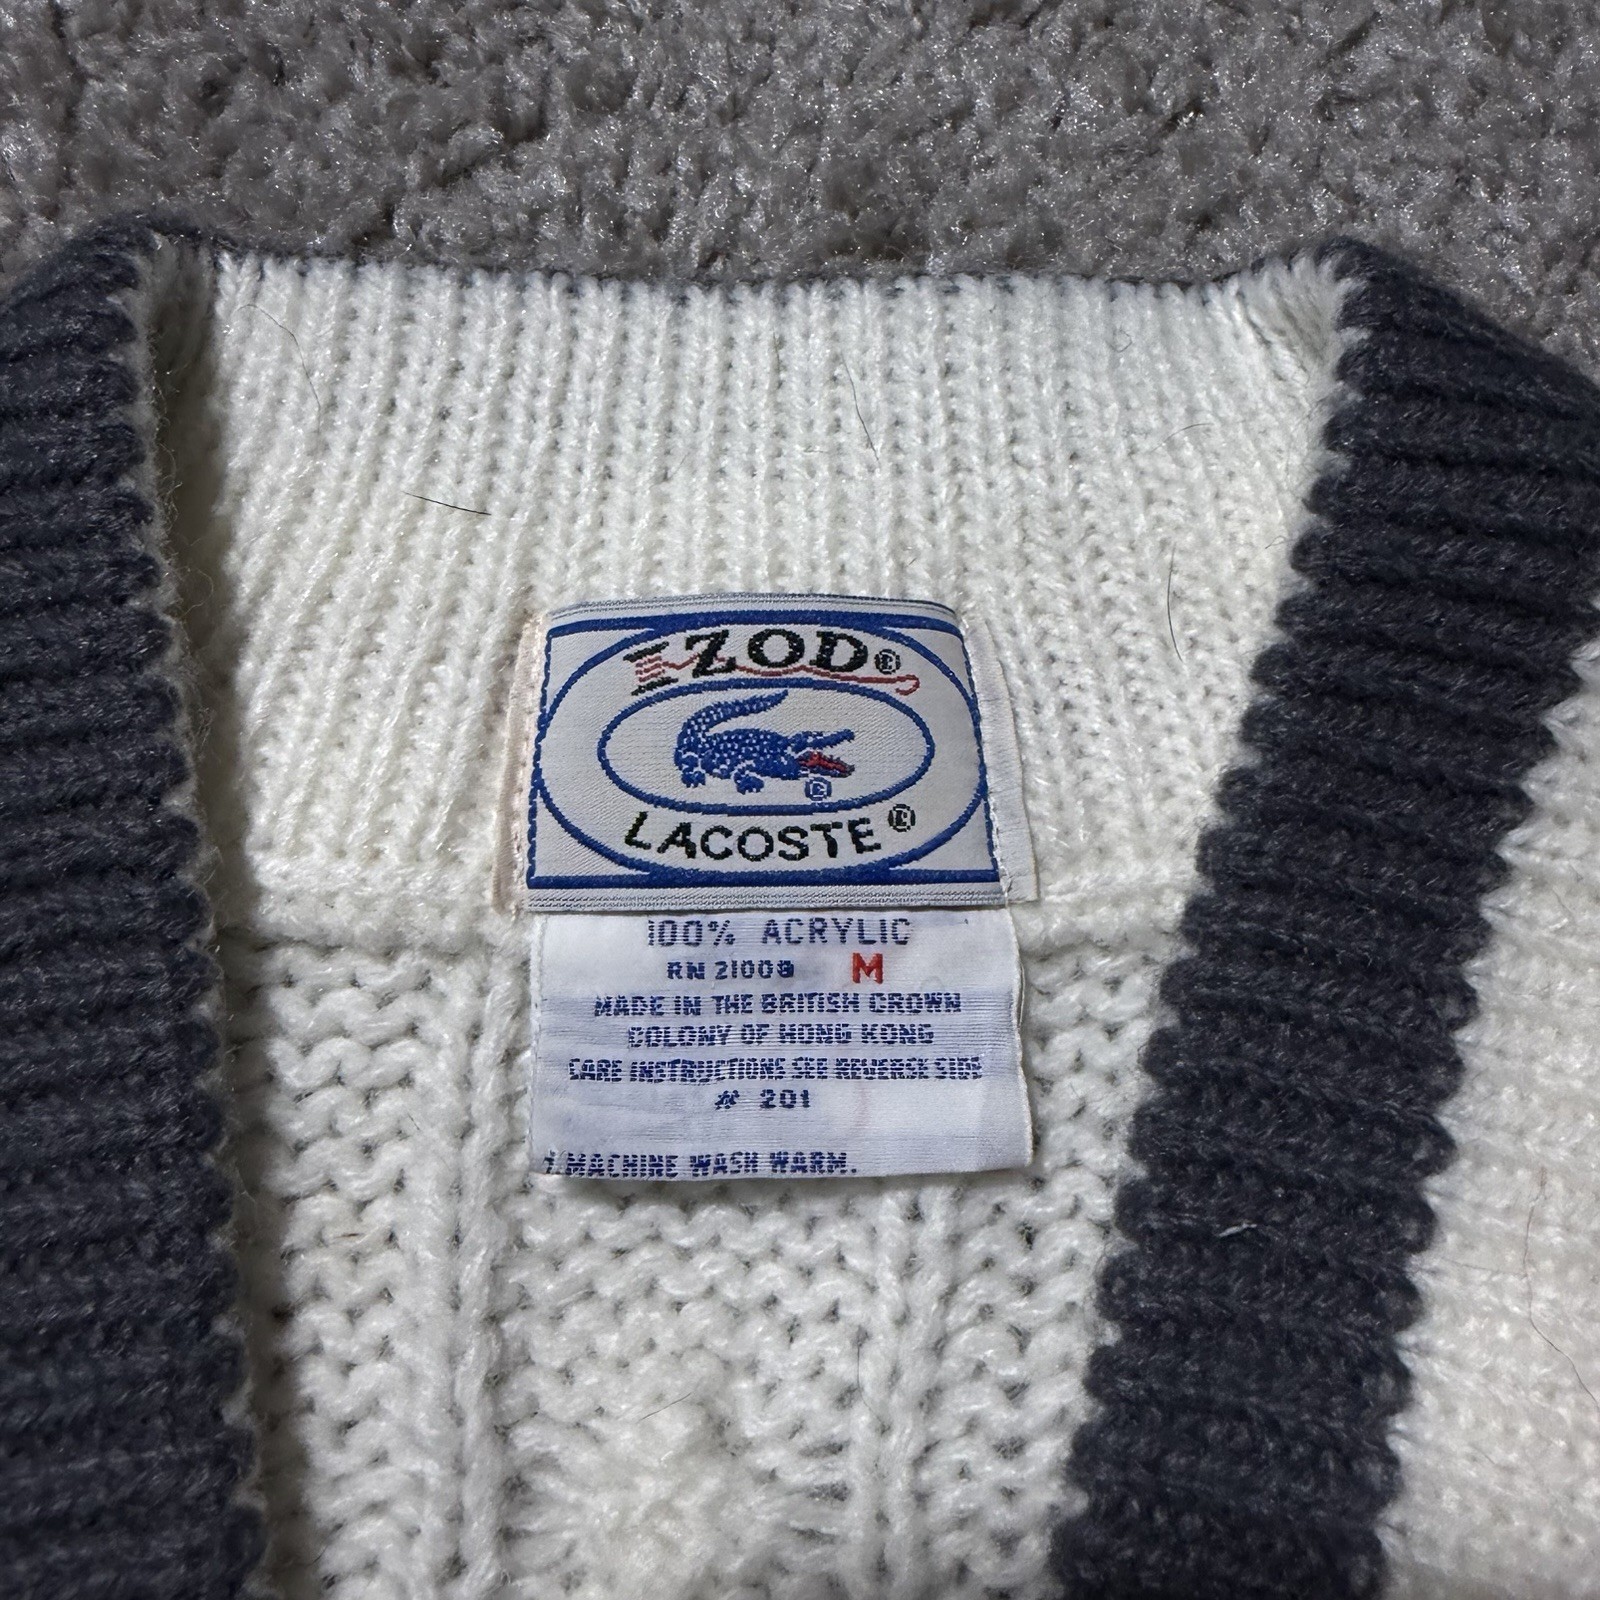 IZOD®
®
LACOSTE®
100% ACRYLIC
RN 21009 M
MADE IN THE BRITISH CROWN
COLONY OF HONG KONG
CARE INSTRUCTIONS SEE REVERSE SIDE
# 201
MACHINE WASH WARM.